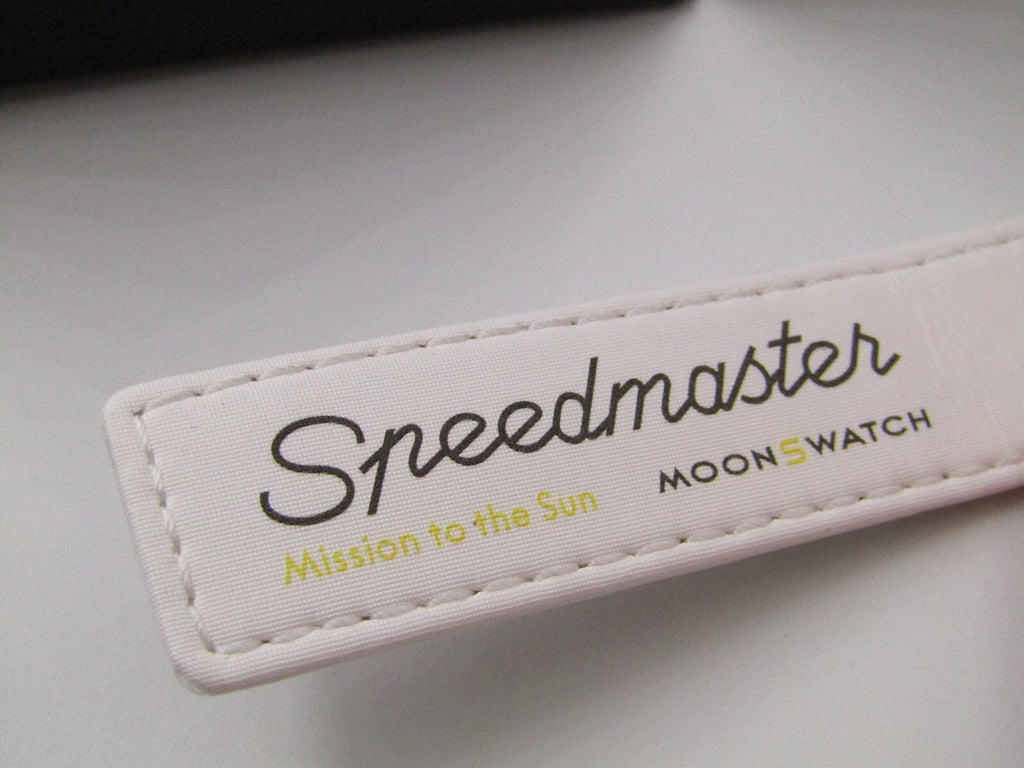 Speedmaster
Mission to the Sun
MOONSWATCH